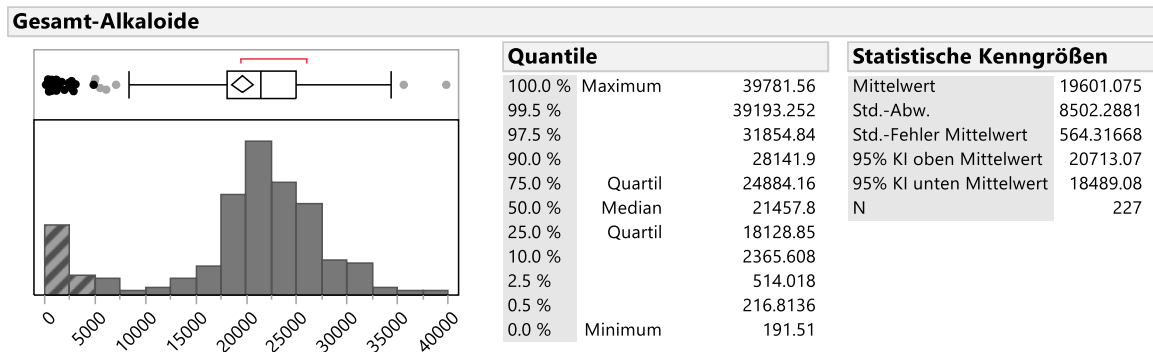 Gesamt-Alkaloide
0
5000
10000
15000
20000
25000
30000
35000
40000
Quantile
100.0 % Maximum 39781.56
99.5 % 39193.252
97.5 % 31854.84
90.0 % 28141.9
75.0 % Quartil 24884.16
50.0 % Median 21457.8
25.0 % Quartil 18128.85
10.0 % 2365.608
2.5 % 514.018
0.5 % 216.8136
0.0 % Minimum 191.51
Statistische Kenngrößen
Mittelwert 19601.075
Std.-Abw. 8502.2881
Std.-Fehler Mittelwert 564.31668
95% KI oben Mittelwert 20713.07
95% KI unten Mittelwert 18489.08
N 227